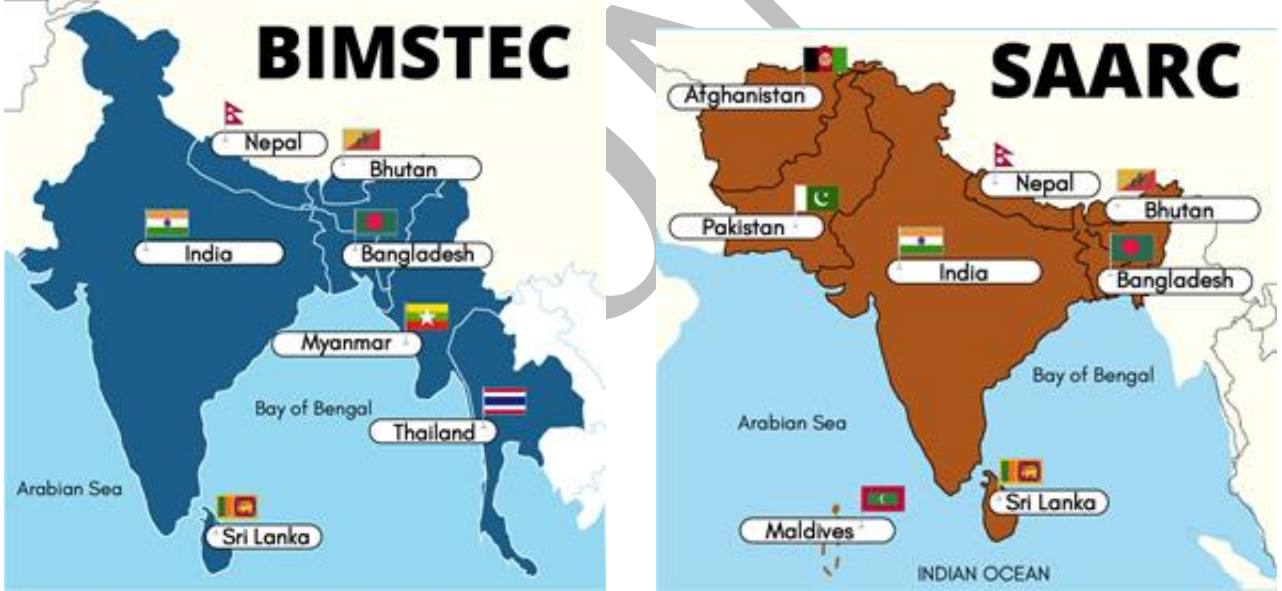 BIMSTEC
Nepal
Bhutan
India
Bangladesh
Myanmar
Bay of Bengal
Thailand
Arabian Sea
Sri Lanka
SAARC
Afghanistan
Nepal
Bhutan
Pakistan
India
Bangladesh
Bay of Bengal
Arabian Sea
Sri Lanka
Maldives
INDIAN OCEAN